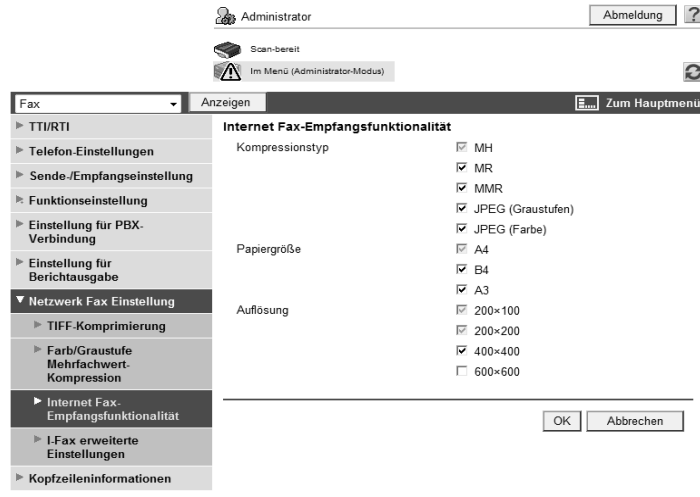 Administrator
Abmeldung
?
Scan-bereit
Im Menü (Administrator-Modus)
Fax
Anzeigen
Zum Hauptmenü
TTI/RTI
Telefon-Einstellungen
Sende-/Empfangseinstellung
Funktionseinstellung
Einstellung für PBX-
Verbindung
Einstellung für
Berichtausgabe
Netzwerk Fax Einstellung
TIFF-Komprimierung
Farb/Graustufe
Mehrfachwert-
Kompression
Internet Fax-
Empfangsfunktionalität
I-Fax erweiterte
Einstellungen
Kopfzeileninformationen
Internet Fax-Empfangsfunktionalität
Kompressionstyp
MH
MR
MMR
JPEG (Graustufen)
JPEG (Farbe)
Papiergröße
A4
B4
A3
Auflösung
200×100
200×200
400×400
600×600
OK
Abbrechen